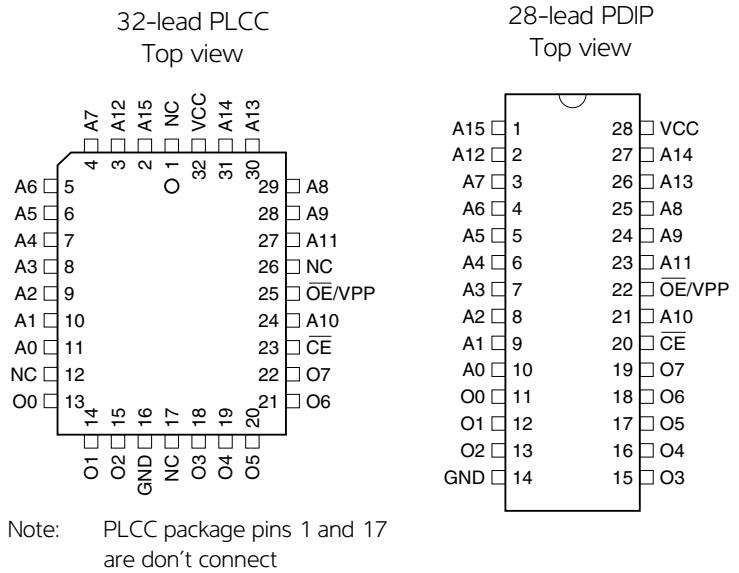 32-lead PLCC
Top view
A7 A12 A15 NC VCC A14 A13
4 3 2 1 32 31 30
A6 5 29 A8
A5 6 28 A9
A4 7 27 A11
A3 8 26 NC
A2 9 25 OE/VPP
A1 10 24 A10
A0 11 23 CE
NC 12 22 O7
O0 13 21 O6
14 15 16 17 18 19 20
O1 O2 GND NC O3 O4 O5
Note: PLCC package pins 1 and 17
are don't connect
28-lead PDIP
Top view
A15 1 28 VCC
A12 2 27 A14
A7 3 26 A13
A6 4 25 A8
A5 5 24 A9
A4 6 23 A11
A3 7 22 OE/VPP
A2 8 21 A10
A1 9 20 CE
A0 10 19 O7
O0 11 18 O6
O1 12 17 O5
O2 13 16 O4
GND 14 15 O3